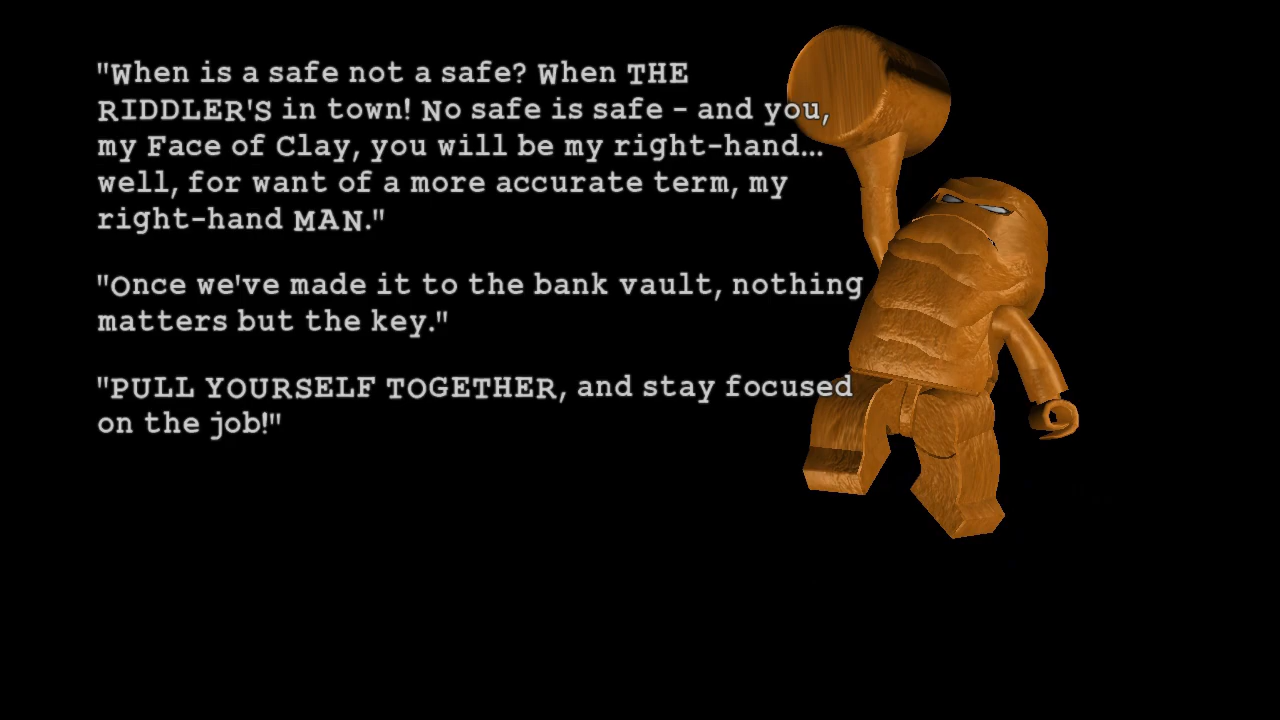 "When is a safe not a safe? When THE
RIDDLER'S in town! No safe is safe - and you,
my Face of Clay, you will be my right-hand...
well, for want of a more accurate term, my
right-hand MAN."
"Once we've made it to the bank vault, nothing
matters but the key."
"PULL YOURSELF TOGETHER, and stay focused
on the job!"